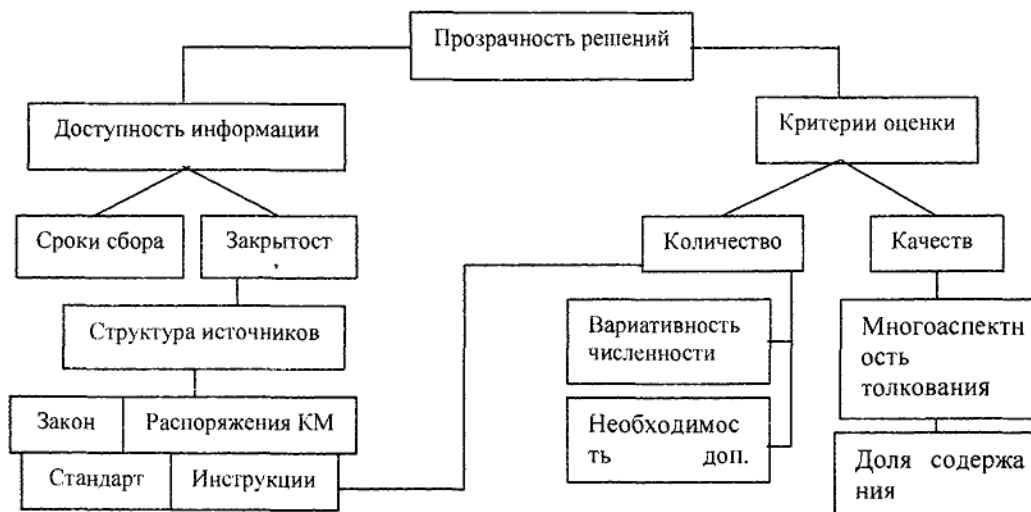 Прозрачность решений
Доступность информации
Критерии оценки
Сроки сбора
Закрытост
Количество
Качеств
Структура источников
Вариативность
численности
Многоаспектн
ость
толкования
Закон
Распоряжения КМ
Необходимос
ть доп.
Стандарт
Инструкции
Доля содержа
ния